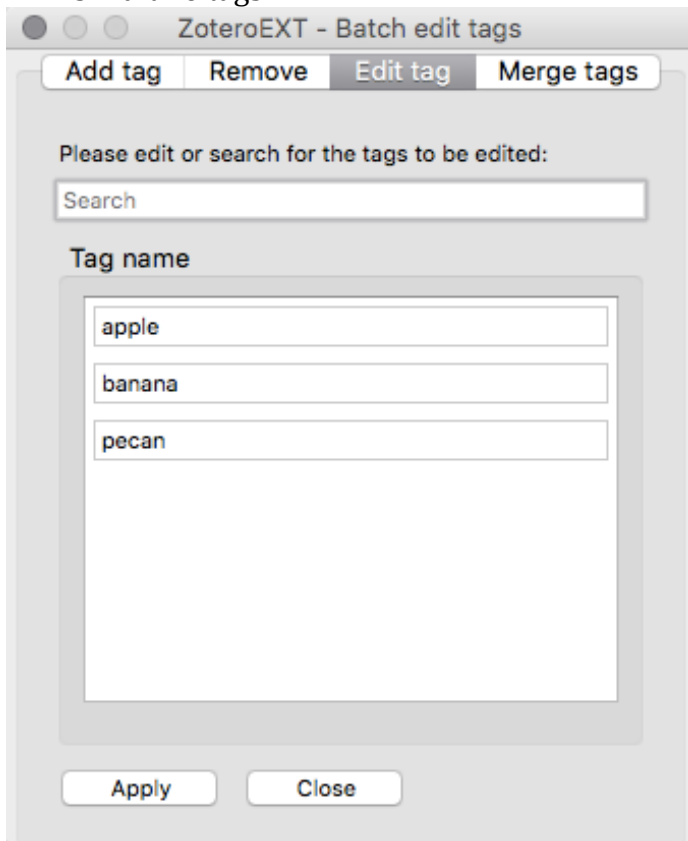 ZoteroEXT - Batch edit tags
Add tag Remove Edit tag Merge tags
Please edit or search for the tags to be edited:
Search
Tag name
apple
banana
pecan
Apply Close